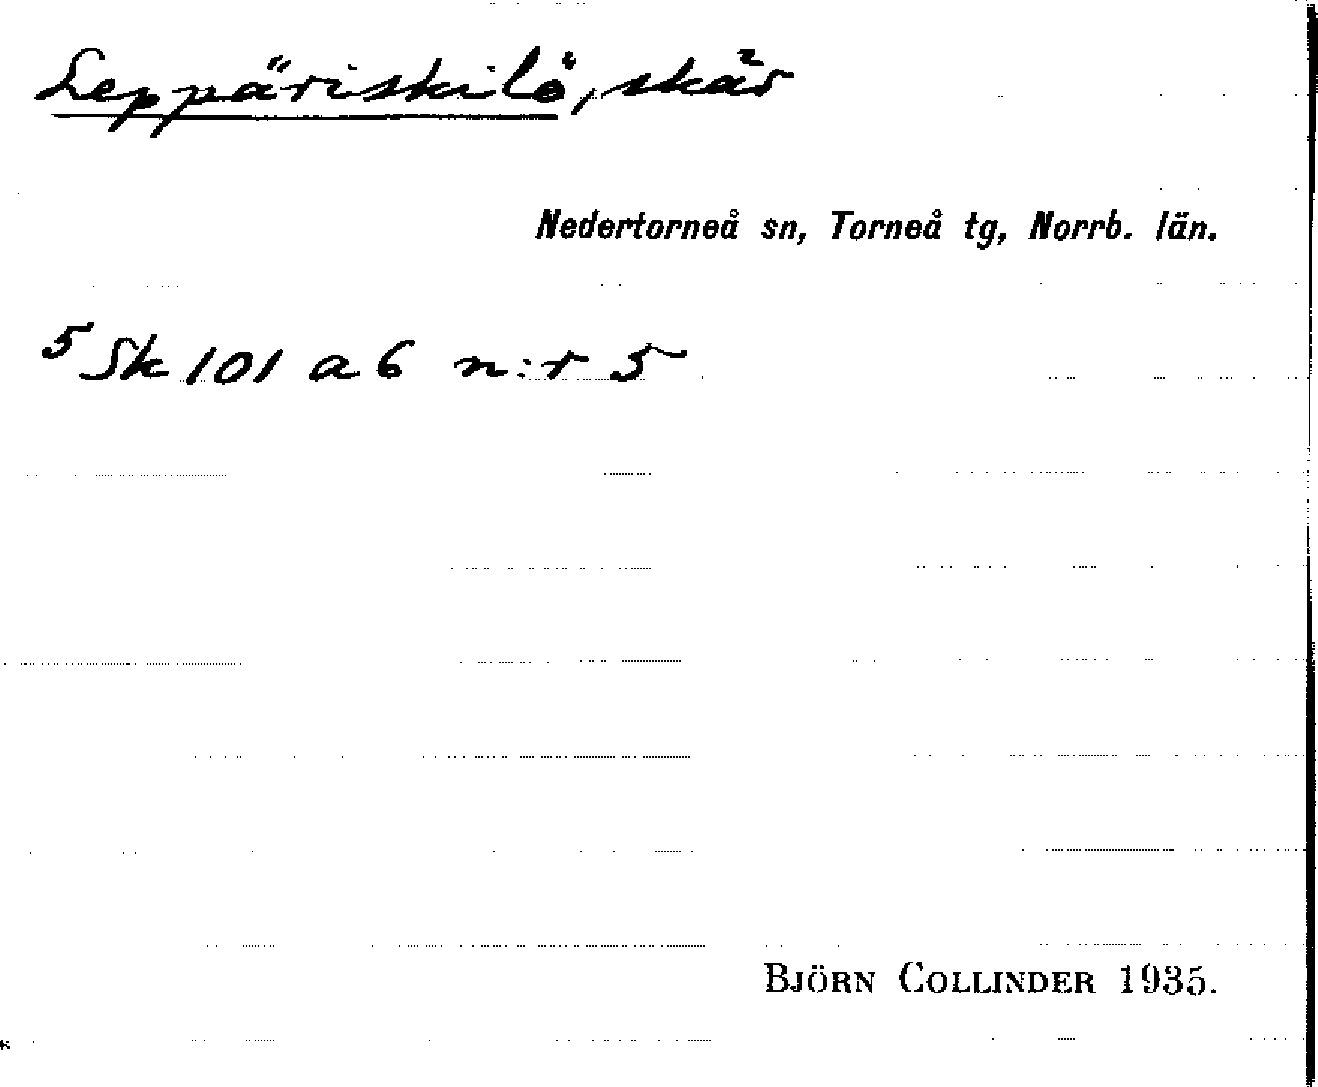 Leppäriskilö, skär
Nedertorneå sn, Torneå tg, Norrb. län.
5 Sk 101 a 6 n:r 5
BJÖRN COLLINDER 1935.